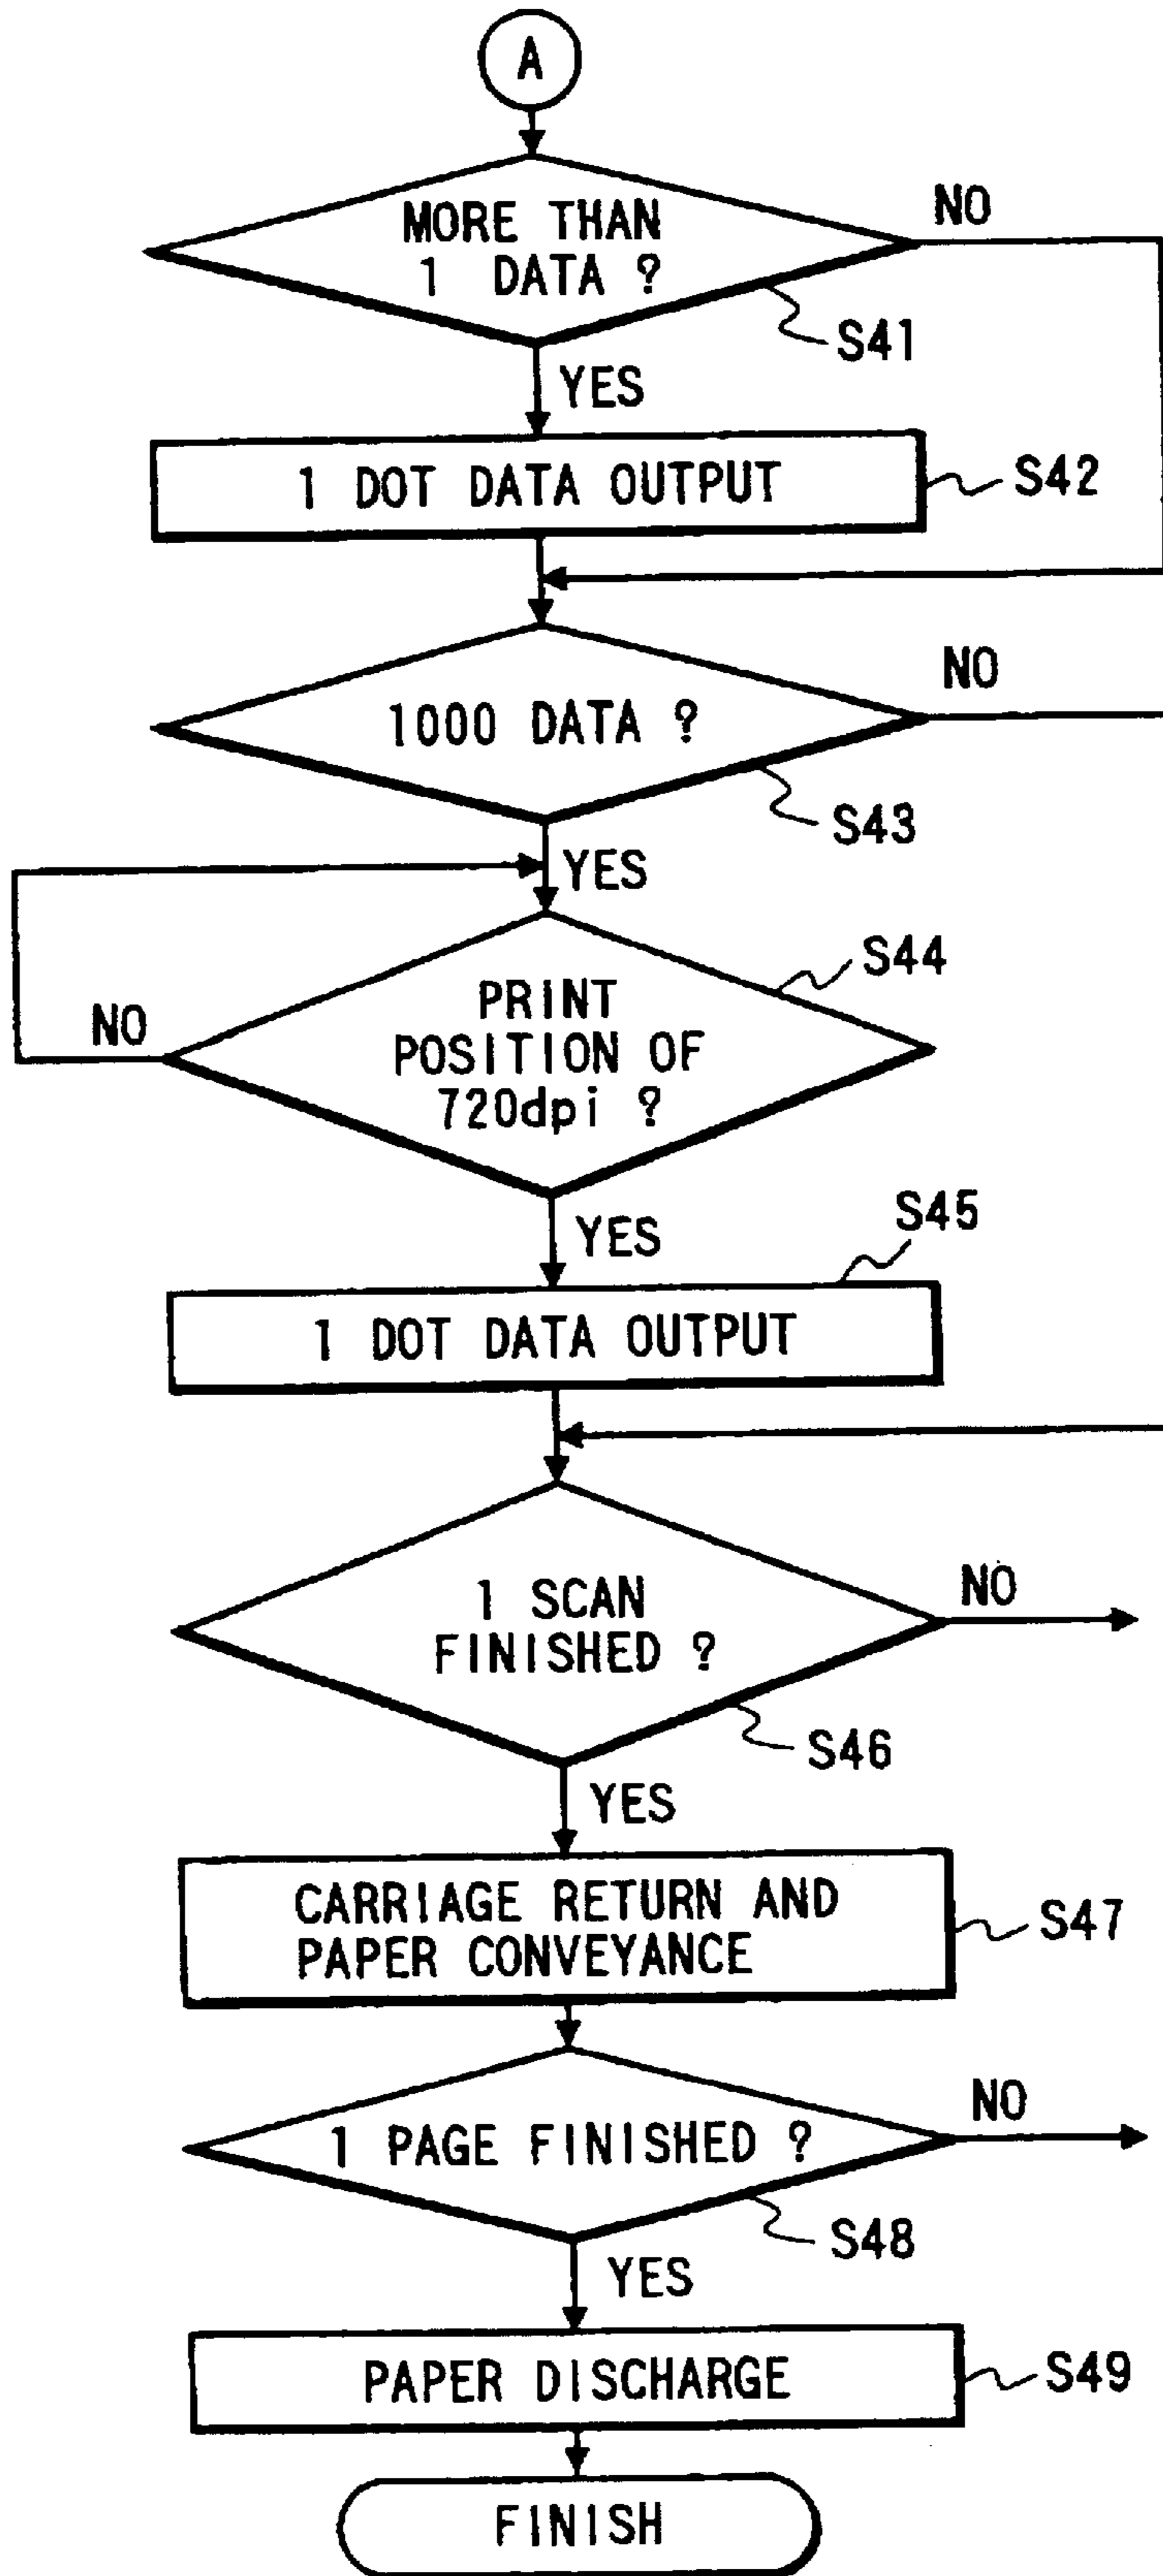 A
MORE THAN
1 DATA ?
NO
S41
YES
1 DOT DATA OUTPUT
S42
1000 DATA ?
NO
S43
YES
PRINT
POSITION OF
720dpi ?
S44
NO
YES
S45
1 DOT DATA OUTPUT
1 SCAN
FINISHED ?
NO
S46
YES
CARRIAGE RETURN AND
PAPER CONVEYANCE
S47
1 PAGE FINISHED ?
NO
S48
YES
PAPER DISCHARGE
S49
FINISH